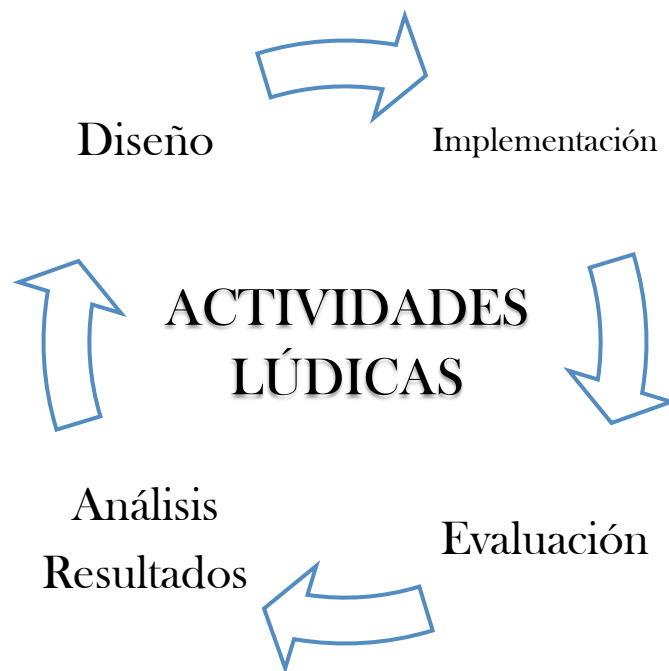 Diseño
Implementación
ACTIVIDADES
LÚDICAS
Análisis
Resultados
Evaluación